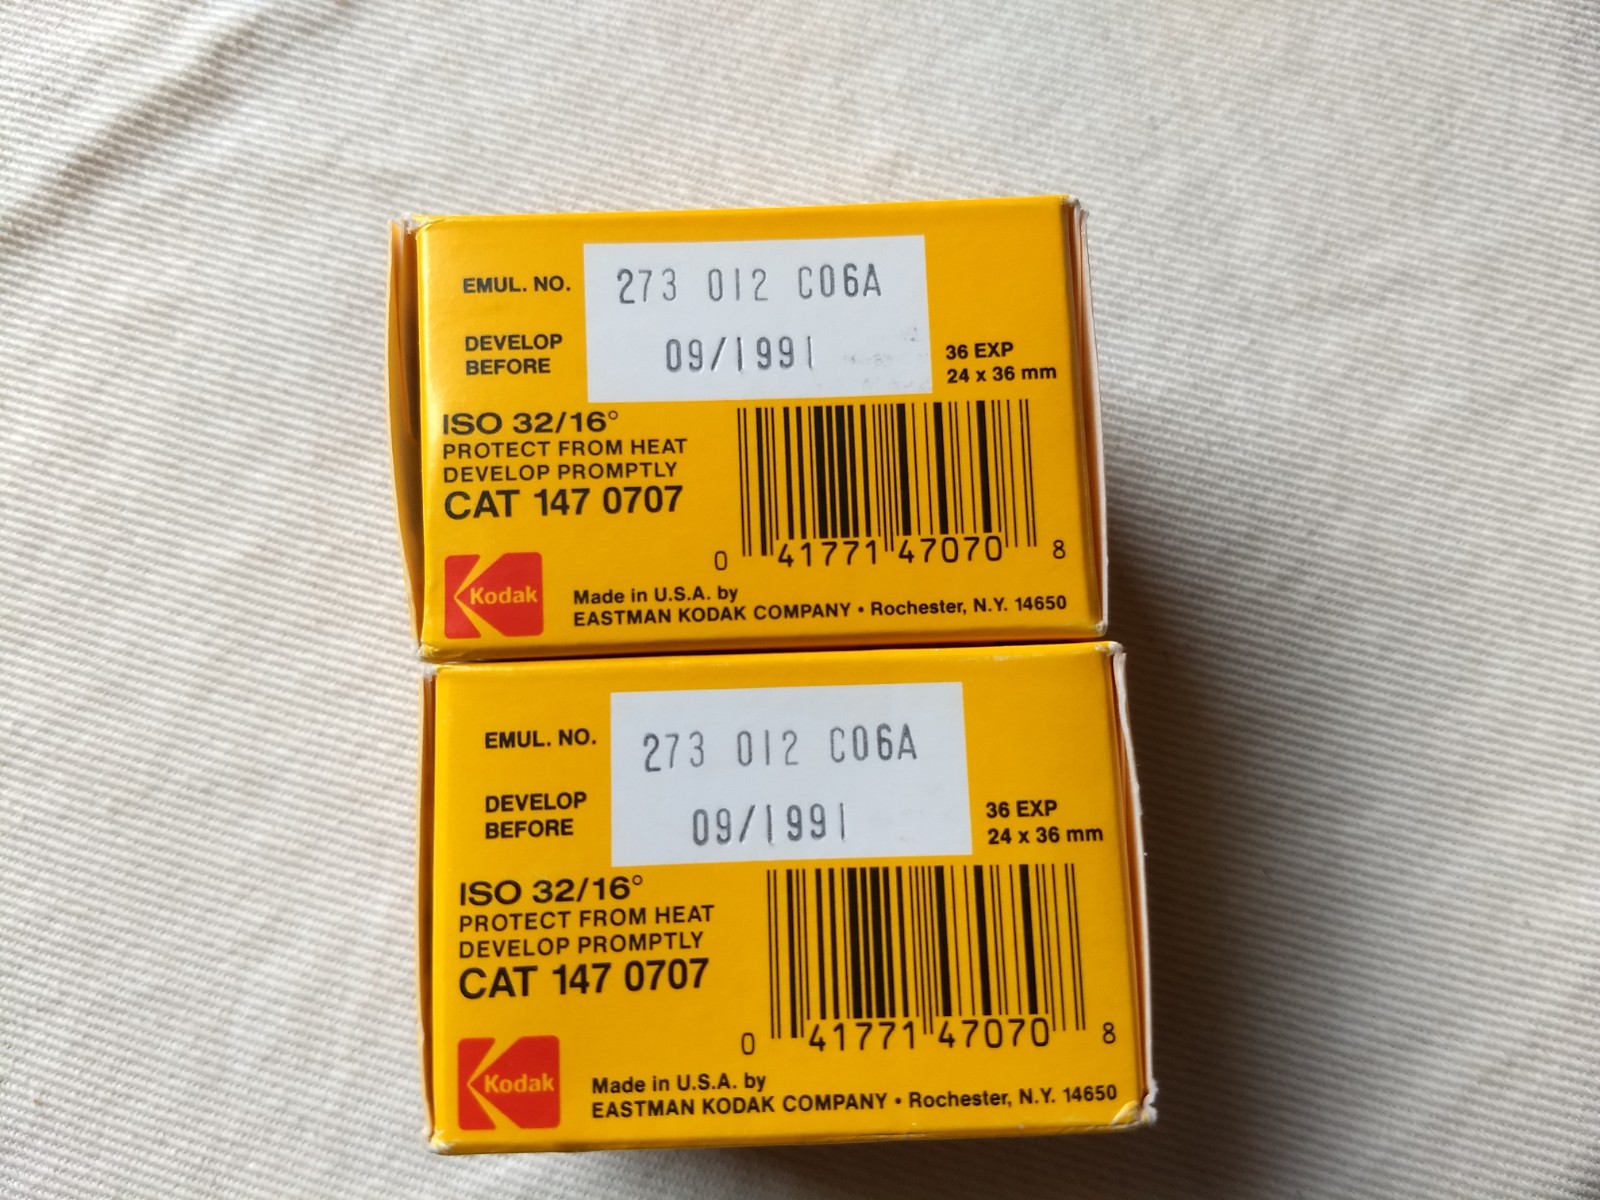 EMUL. NO. 273 012 C06A
DEVELOP BEFORE 09/1991
36 EXP
24 x 36 mm
ISO 32/16°
PROTECT FROM HEAT
DEVELOP PROMPTLY
CAT 147 0707
0 41771 47070 8
Kodak
Made in U.S.A. by
EASTMAN KODAK COMPANY • Rochester, N.Y. 14650
EMUL. NO. 273 012 C06A
DEVELOP BEFORE 09/1991
36 EXP
24 x 36 mm
ISO 32/16°
PROTECT FROM HEAT
DEVELOP PROMPTLY
CAT 147 0707
0 41771 47070 8
Kodak
Made in U.S.A. by
EASTMAN KODAK COMPANY • Rochester, N.Y. 14650